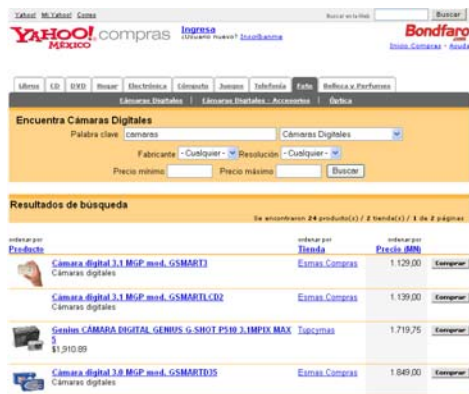 Yahoo! My Yahoo! Correo
Buscar en la Web Buscar
YAHOO! compras MÉXICO
Ingresa
¿Usuario nuevo? Inscríbanme
Bondfaro
Inicio Compras - Ayuda
Libros CD DVD Hogar Electrónica Cómputo Juegos Telefonía Foto Belleza y Perfumes
Cámaras Digitales | Cámaras Digitales - Accesorios | Óptica
Encuentra Cámaras Digitales
Palabra clave camaras Cámaras Digitales
Fabricante - Cualquier - Resolución - Cualquier -
Precio mínimo Precio máximo Buscar
Resultados de búsqueda
Se encontraron 24 producto(s) / 2 tienda(s) / 1 de 2 páginas
ordenar por ordenar por ordenar por
Producto Tienda Precio (MN)
Cámara digital 3.1 MGP mod. GSMART3 Esmas Compras 1.129,00 Comprar
Cámaras digitales
Cámara digital 3.1 MGP mod. GSMARTLCD2 Esmas Compras 1.139,00 Comprar
Cámaras digitales
Genius CÁMARA DIGITAL GENIUS G-SHOT P510 3.1MPIX MAX Tupcymas 1.719,75 Comprar
5
$1,910.89
Cámara digital 3.0 MGP mod. GSMARTD35 Esmas Compras 1.849,00 Comprar
Cámaras digitales